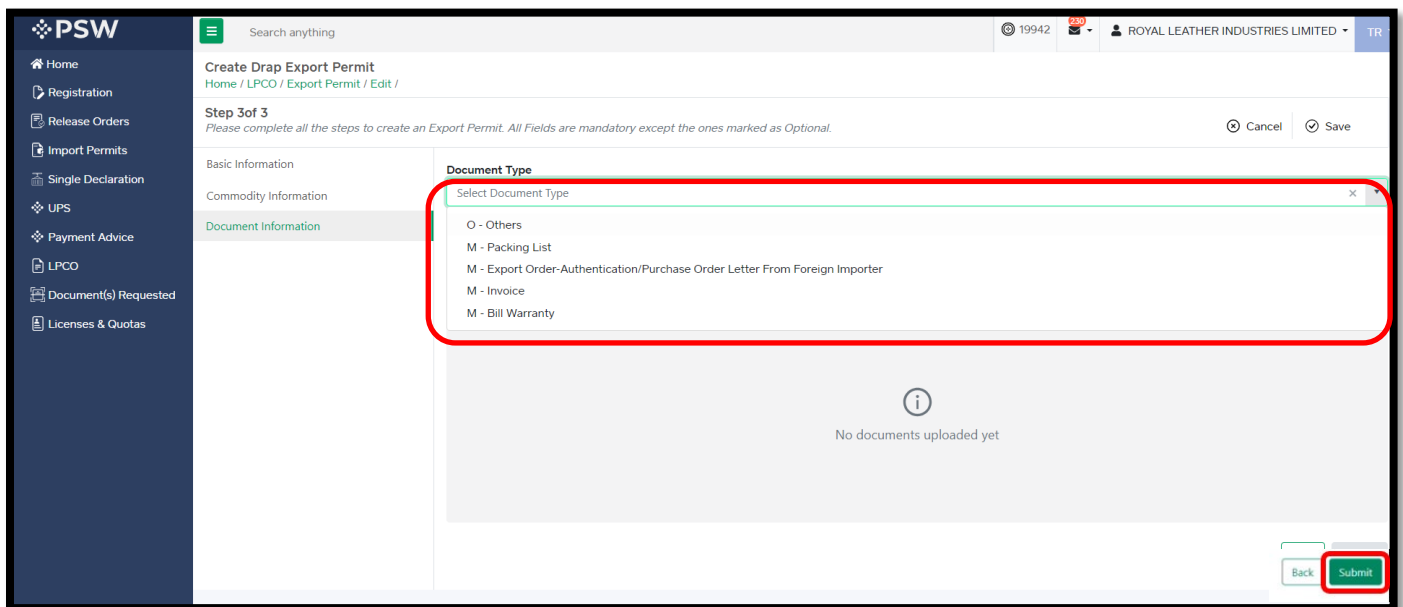 PSW
Search anything
19942
230
ROYAL LEATHER INDUSTRIES LIMITED
TR
Home
Registration
Release Orders
Import Permits
Single Declaration
UPS
Payment Advice
LPCO
Document(s) Requested
Licenses & Quotas
Create Drap Export Permit
Home / LPCO / Export Permit / Edit /
Step 3of 3
Please complete all the steps to create an Export Permit. All Fields are mandatory except the ones marked as Optional.
Cancel
Save
Basic Information
Commodity Information
Document Information
Document Type
Select Document Type
O - Others
M - Packing List
M - Export Order-Authentication/Purchase Order Letter From Foreign Importer
M - Invoice
M - Bill Warranty
No documents uploaded yet
Back
Submit